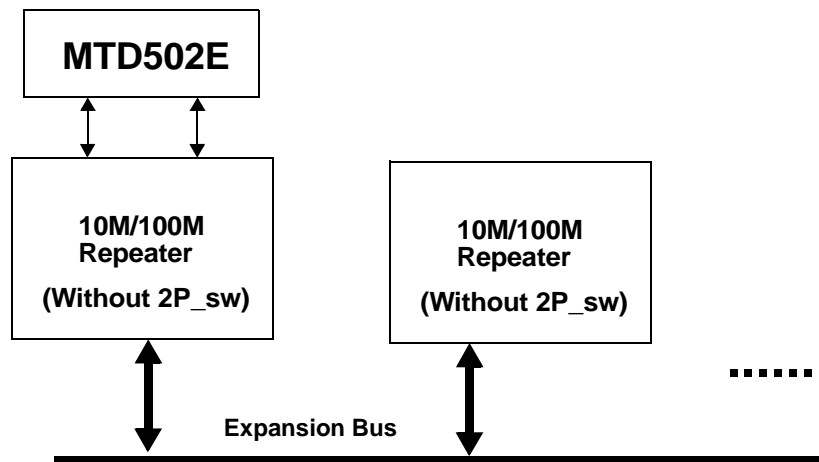 MTD502E
10M/100M
Repeater
(Without 2P_sw)
10M/100M
Repeater
(Without 2P_sw)
Expansion Bus